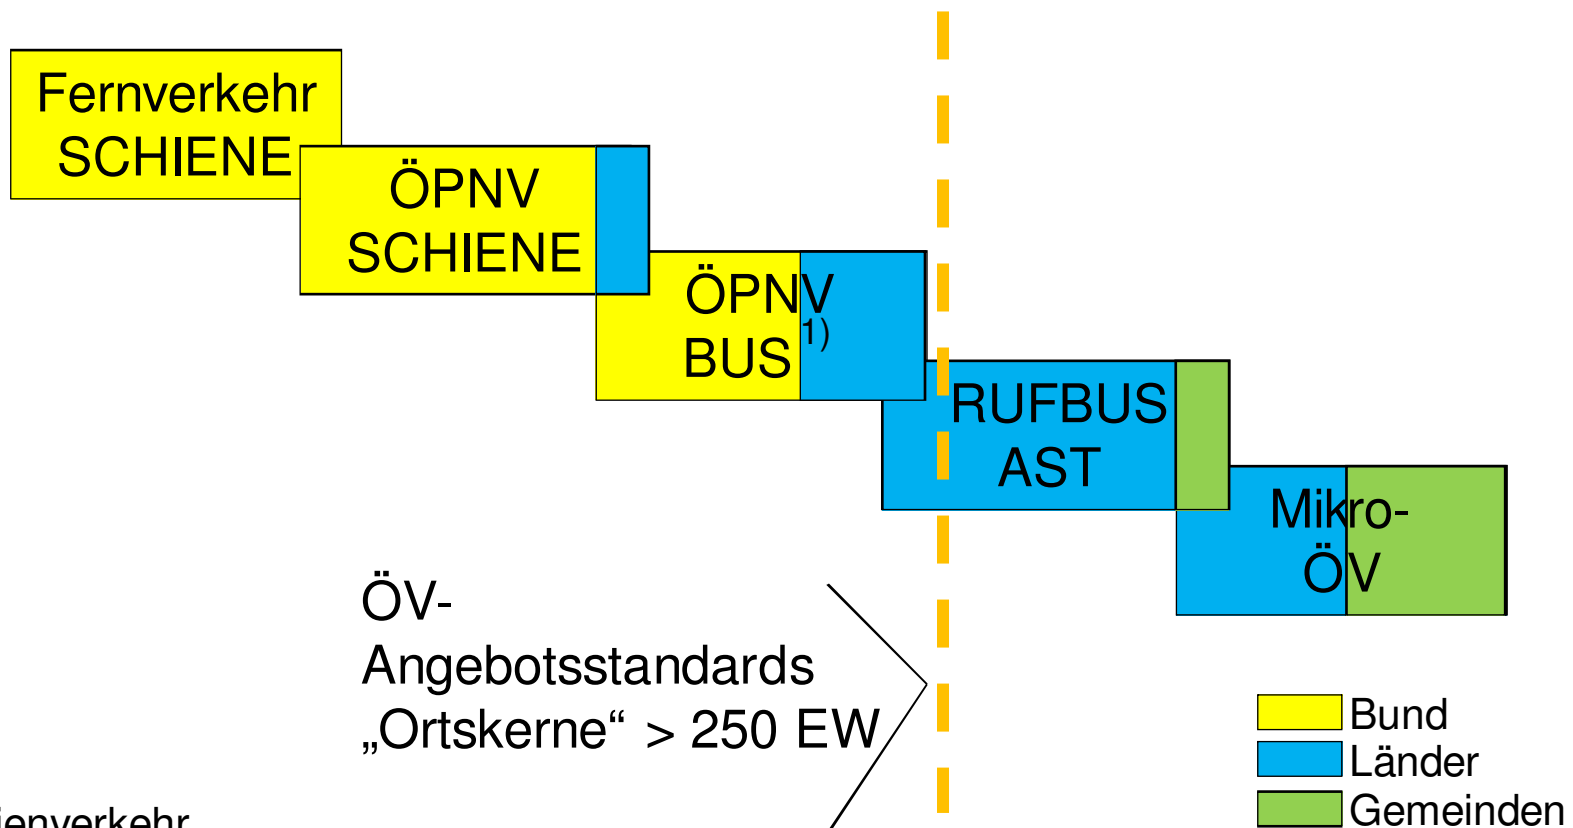 Fernverkehr
SCHIENE
ÖPNV
SCHIENE
ÖPNV
BUS 1)
RUFBUS
AST
Mikro-
ÖV
ÖV-
Angebotsstandards
„Ortskerne“ > 250 EW
Bund
Länder
Gemeinden